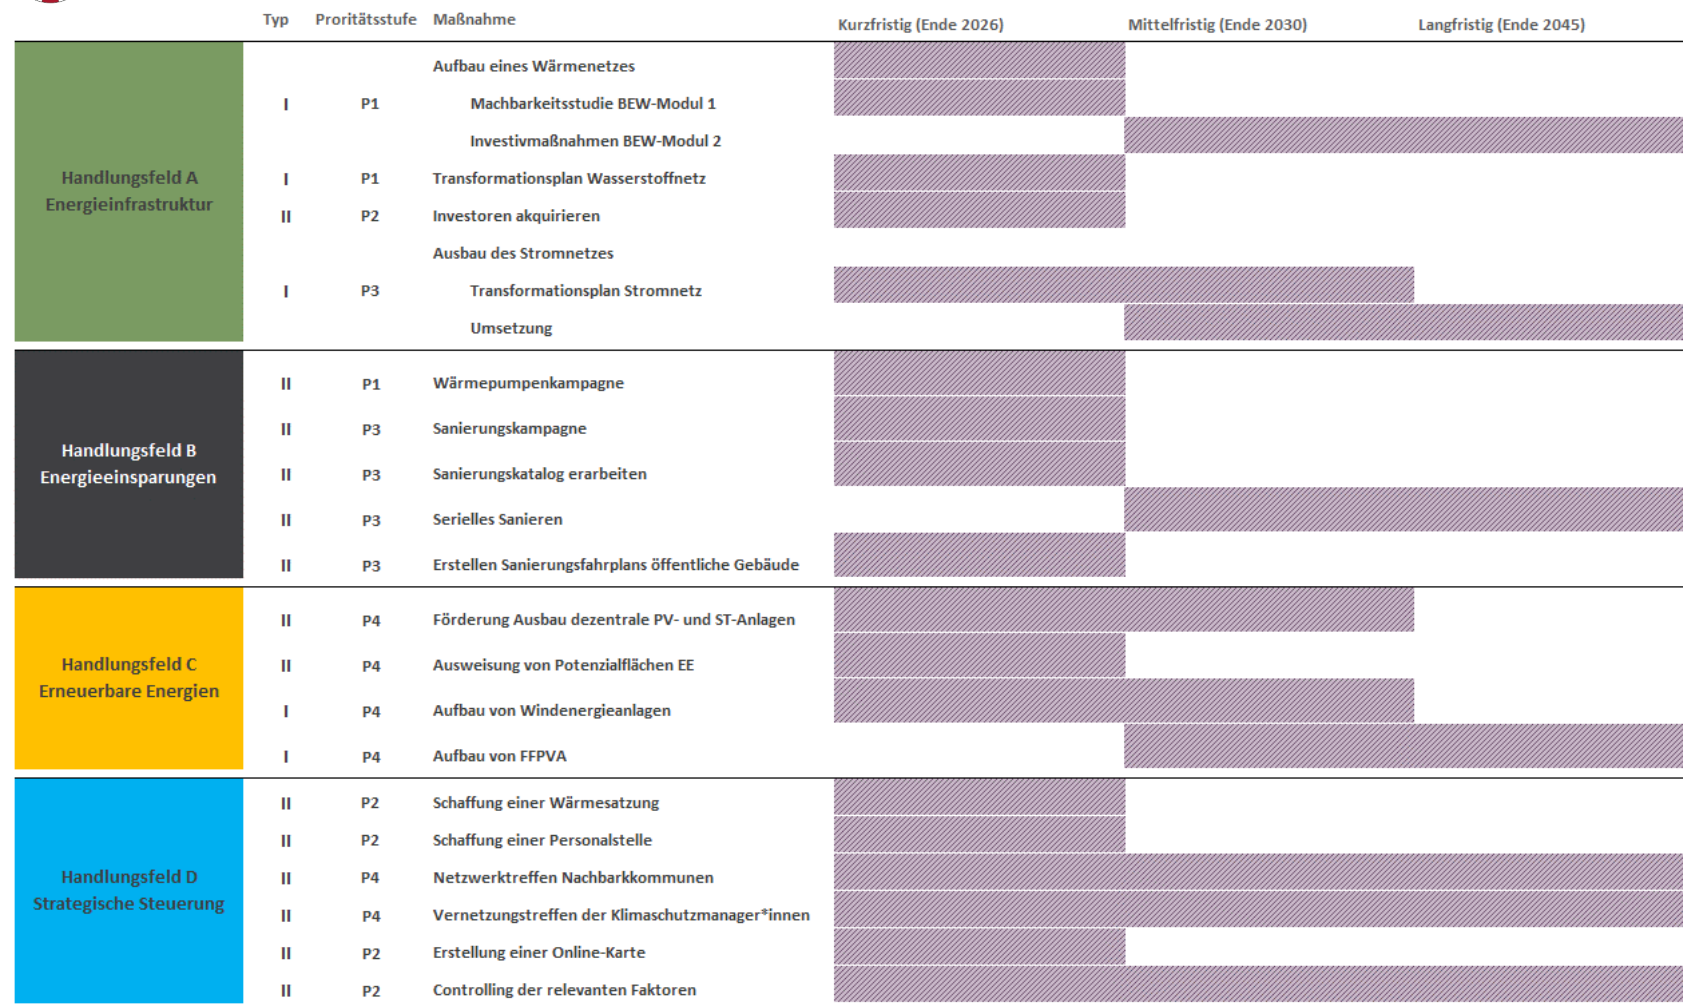 Typ Proritätsstufe Maßnahme Kurzfristig (Ende 2026) Mittelfristig (Ende 2030) Langfristig (Ende 2045)
Handlungsfeld A
Energieinfrastruktur
Aufbau eines Wärmenetzes
I P1 Machbarkeitsstudie BEW-Modul 1
Investivmaßnahmen BEW-Modul 2
I P1 Transformationsplan Wasserstoffnetz
II P2 Investoren akquirieren
Ausbau des Stromnetzes
I P3 Transformationsplan Stromnetz
Umsetzung
Handlungsfeld B
Energieeinsparungen
II P1 Wärmepumpenkampagne
II P3 Sanierungskampagne
II P3 Sanierungskatalog erarbeiten
II P3 Serielles Sanieren
II P3 Erstellen Sanierungsfahrplans öffentliche Gebäude
Handlungsfeld C
Erneuerbare Energien
II P4 Förderung Ausbau dezentrale PV- und ST-Anlagen
II P4 Ausweisung von Potenzialflächen EE
I P4 Aufbau von Windenergieanlagen
I P4 Aufbau von FFPVA
Handlungsfeld D
Strategische Steuerung
II P2 Schaffung einer Wärmesatzung
II P2 Schaffung einer Personalstelle
II P4 Netzwerktreffen Nachbarkkommunen
II P4 Vernetzungstreffen der Klimaschutzmanager*innen
II P2 Erstellung einer Online-Karte
II P2 Controlling der relevanten Faktoren